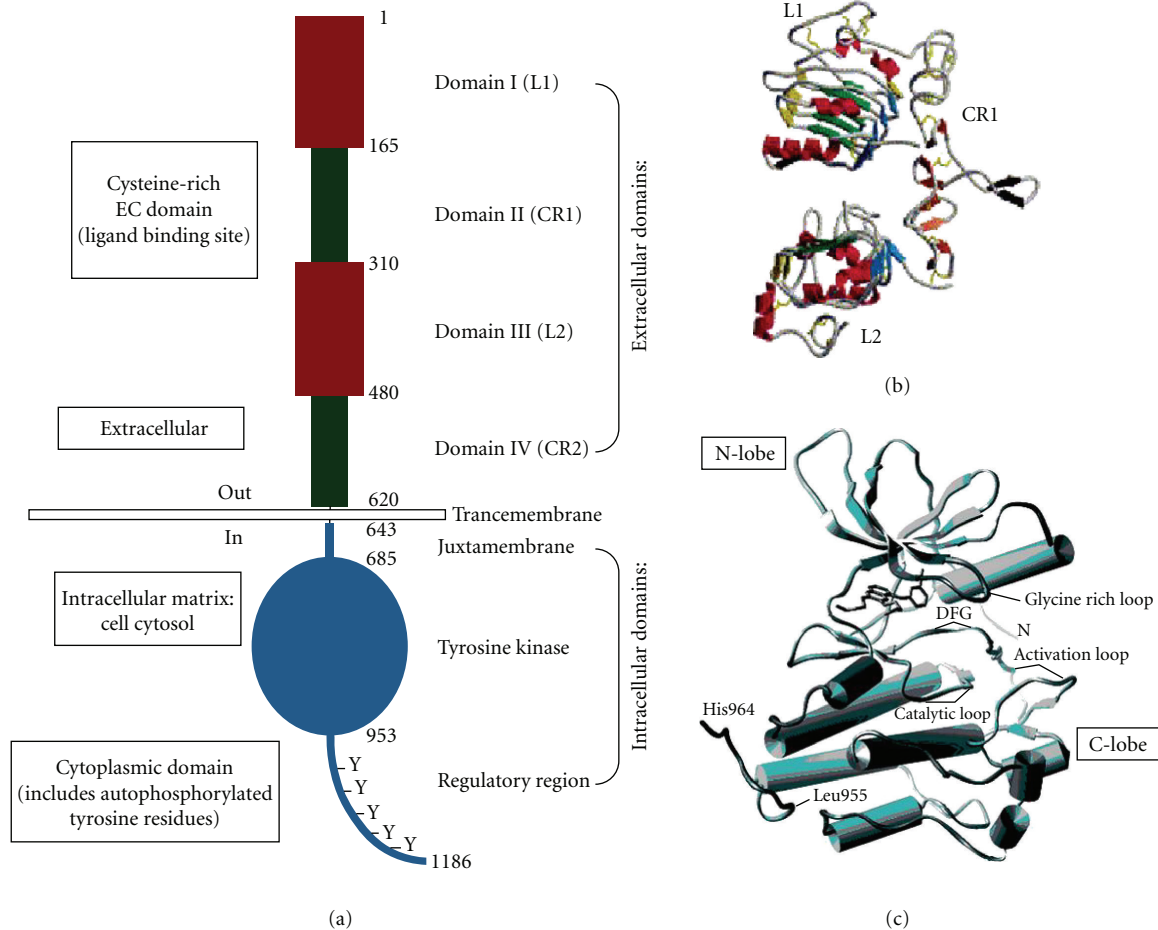 1
Domain I (L1)
165
Cysteine-rich
EC domain
(ligand binding site)
Domain II (CR1)
310
Domain III (L2)
480
Extracellular
Domain IV (CR2)
Extracellular domains:
Out
620
Trancemembrane
In
643
Juxtamembrane
685
Intracellular matrix:
cell cytosol
Tyrosine kinase
Intracellular domains:
953
Cytoplasmic domain
(includes autophosphorylated
tyrosine residues)
Regulatory region
Y
Y
Y
Y
Y
1186
(a)
L1
CR1
L2
(b)
N-lobe
Glycine rich loop
DFG
N
Activation loop
Catalytic loop
His964
C-lobe
Leu955
(c)